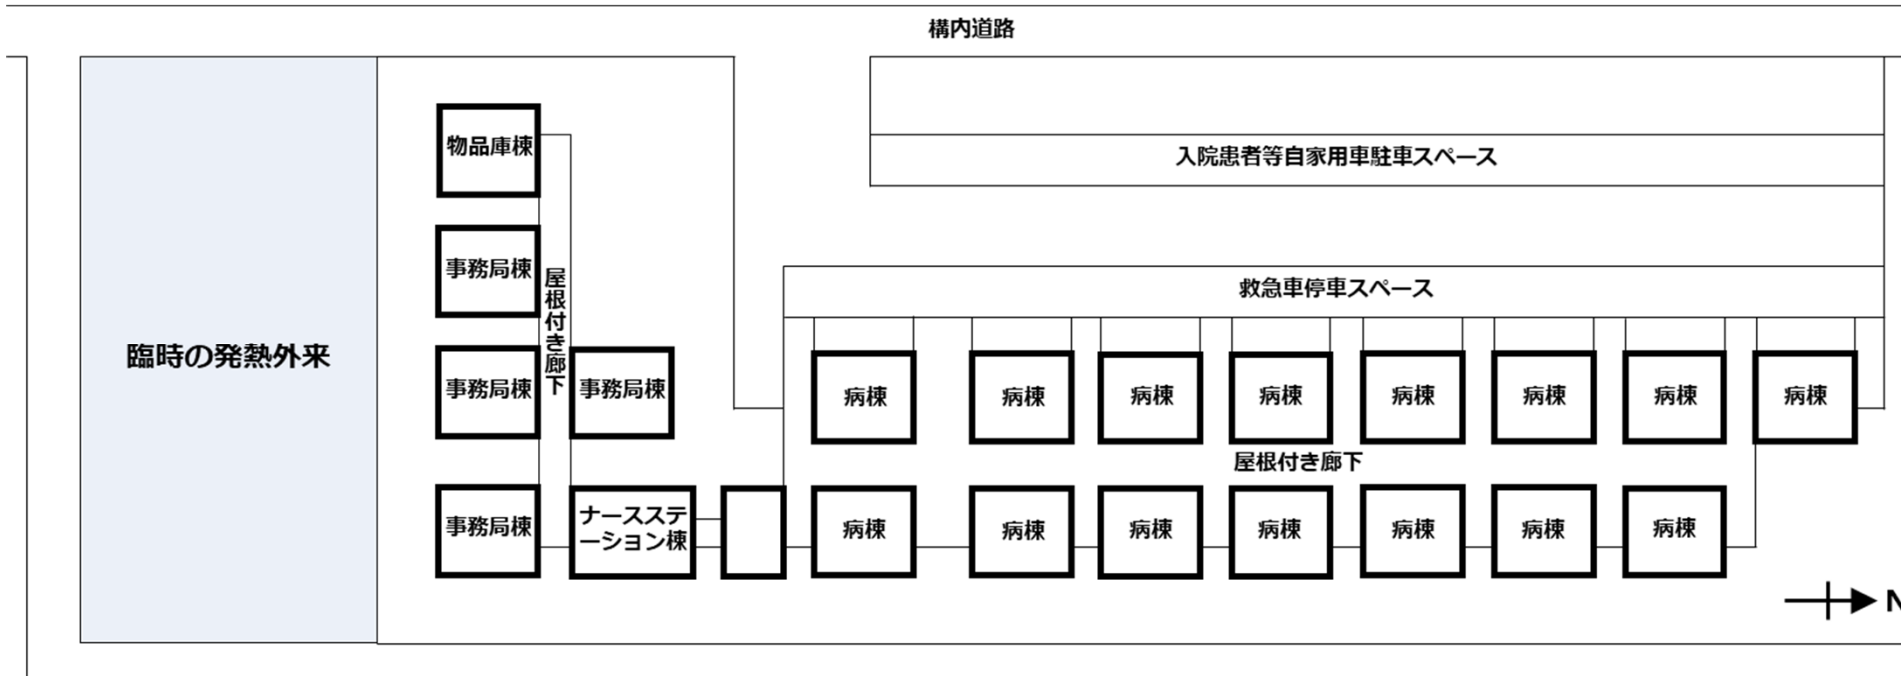 構内道路
入院患者等自家用車駐車スペース
救急車停車スペース
臨時の発熱外来
物品庫棟
事務局棟
事務局棟
事務局棟
事務局棟
屋根付き廊下
ナースステ
ーション棟
病棟
病棟
病棟
病棟
病棟
病棟
病棟
病棟
屋根付き廊下
病棟
病棟
病棟
病棟
病棟
病棟
病棟
N